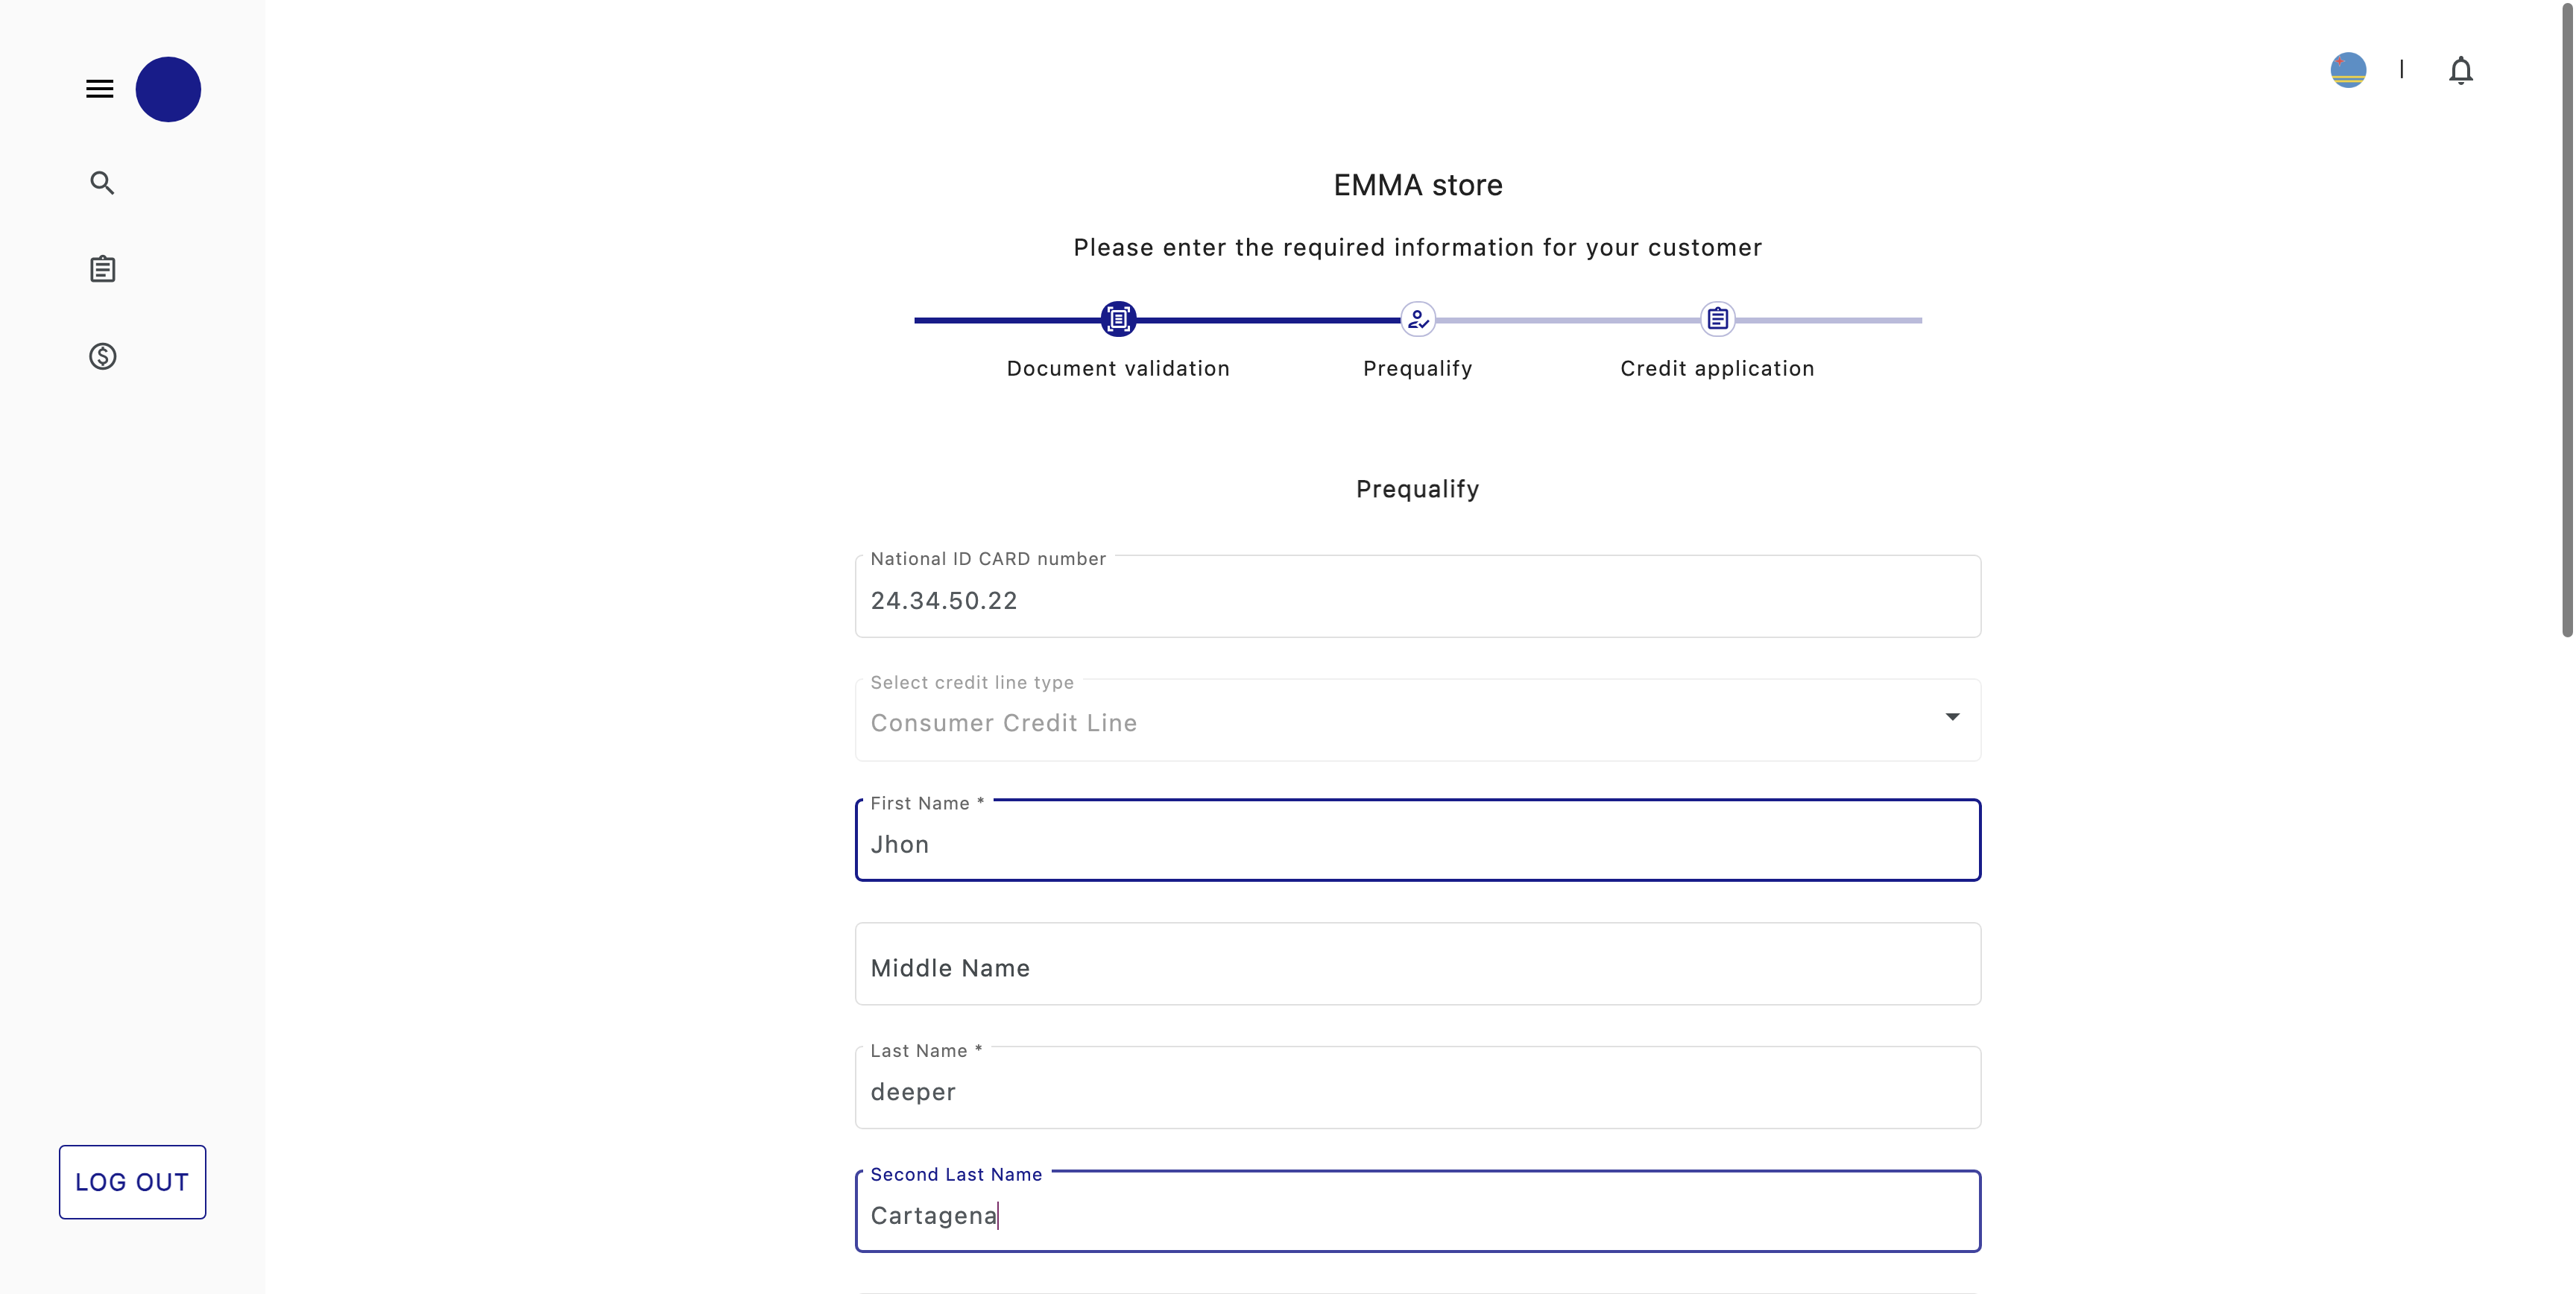 EMMA store
Please enter the required information for your customer
Document validation
Prequalify
Credit application
Prequalify
National ID CARD number
24.34.50.22
Select credit line type
Consumer Credit Line
First Name *
Jhon
Middle Name
Last Name *
deeper
Second Last Name
Cartagena
LOG OUT